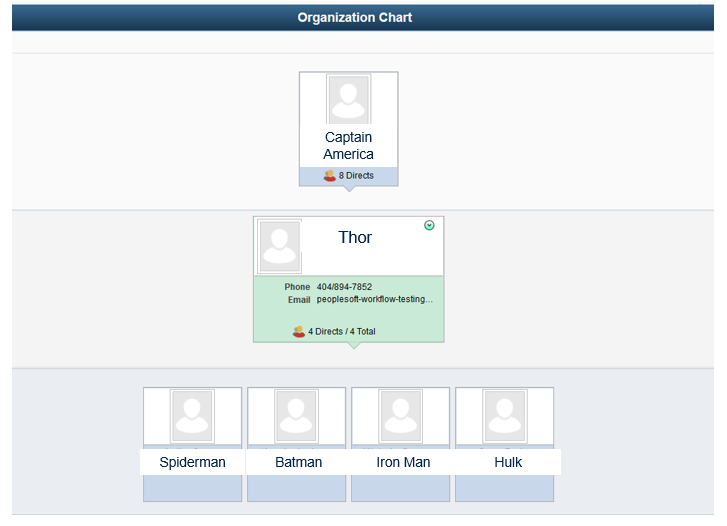 Organization Chart
Captain
America
8 Directs
Thor
Phone 404/894-7852
Email peoplesoft-workflow-testing...
4 Directs / 4 Total
Spiderman Batman Iron Man Hulk